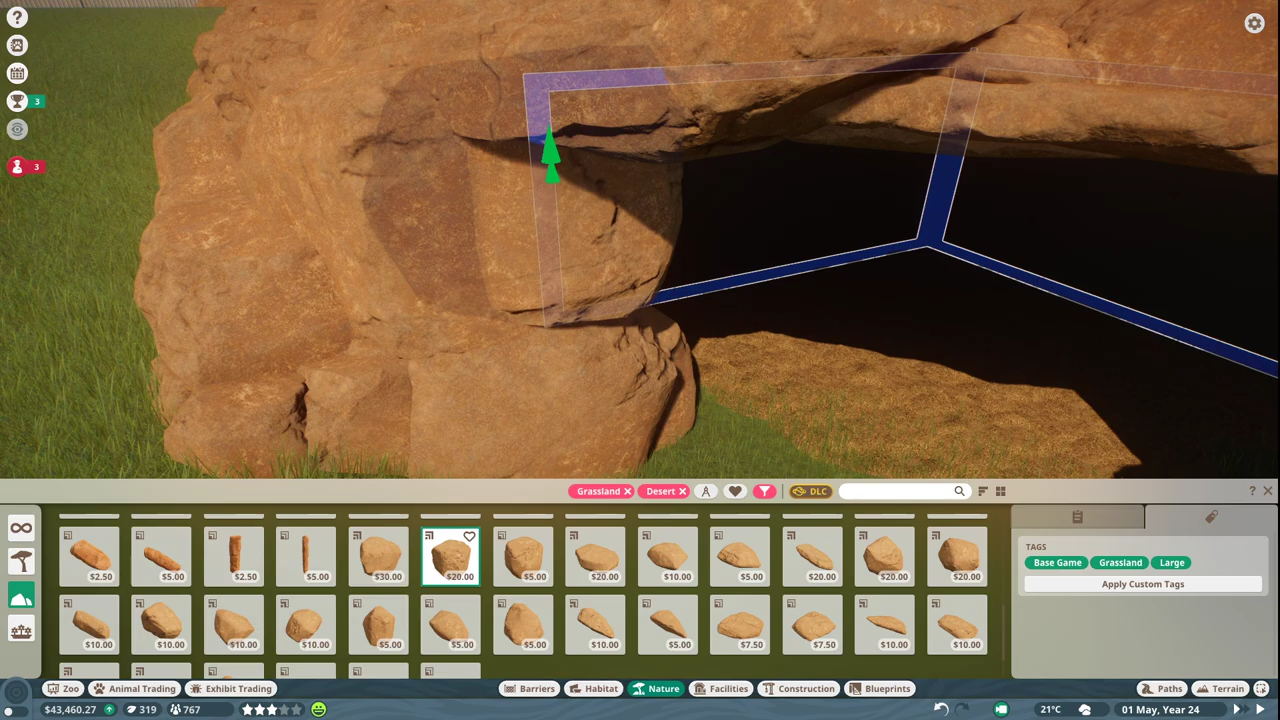 ?
3
3
Grassland ×
Desert ×
DLC
? ×
$2.50
$5.00
$2.50
$5.00
$30.00
$20.00
$5.00
$20.00
$10.00
$5.00
$20.00
$20.00
$20.00
$10.00
$10.00
$10.00
$10.00
$5.00
$5.00
$5.00
$10.00
$5.00
$7.50
$7.50
$10.00
$10.00
TAGS
Base Game
Grassland
Large
Apply Custom Tags
Zoo
Animal Trading
Exhibit Trading
Barriers
Habitat
Nature
Facilities
Construction
Blueprints
Paths
Terrain
$43,460.27
319
767
21°C
01 May, Year 24